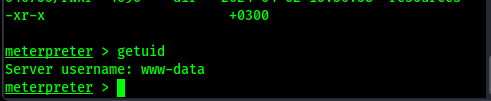 -xr-x +0300
meterpreter > getuid
Server username: www-data
meterpreter >